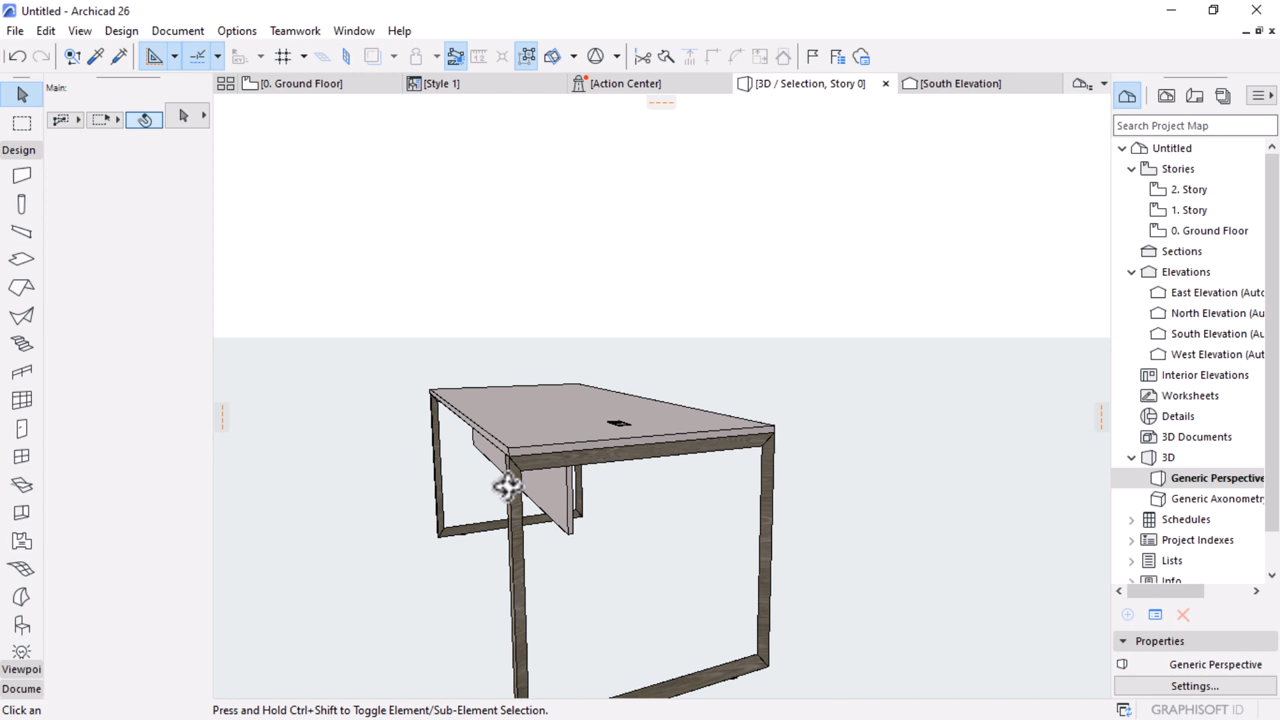 Untitled - Archicad 26
File Edit View Design Document Options Teamwork Window Help
[0. Ground Floor] [Style 1] [Action Center] [3D / Selection, Story 0] [South Elevation]
Main:
Search Project Map
Design
Untitled
Stories
2. Story
1. Story
0. Ground Floor
Sections
Elevations
East Elevation (Auto
North Elevation (Au
South Elevation (Au
West Elevation (Aut
Interior Elevations
Worksheets
Details
3D Documents
3D
Generic Perspective
Generic Axonometr
Schedules
Project Indexes
Lists
Info
Properties
Viewpoi
Generic Perspective
Docume
Settings...
Click an
Press and Hold Ctrl+Shift to Toggle Element/Sub-Element Selection.
GRAPHISOFT ID